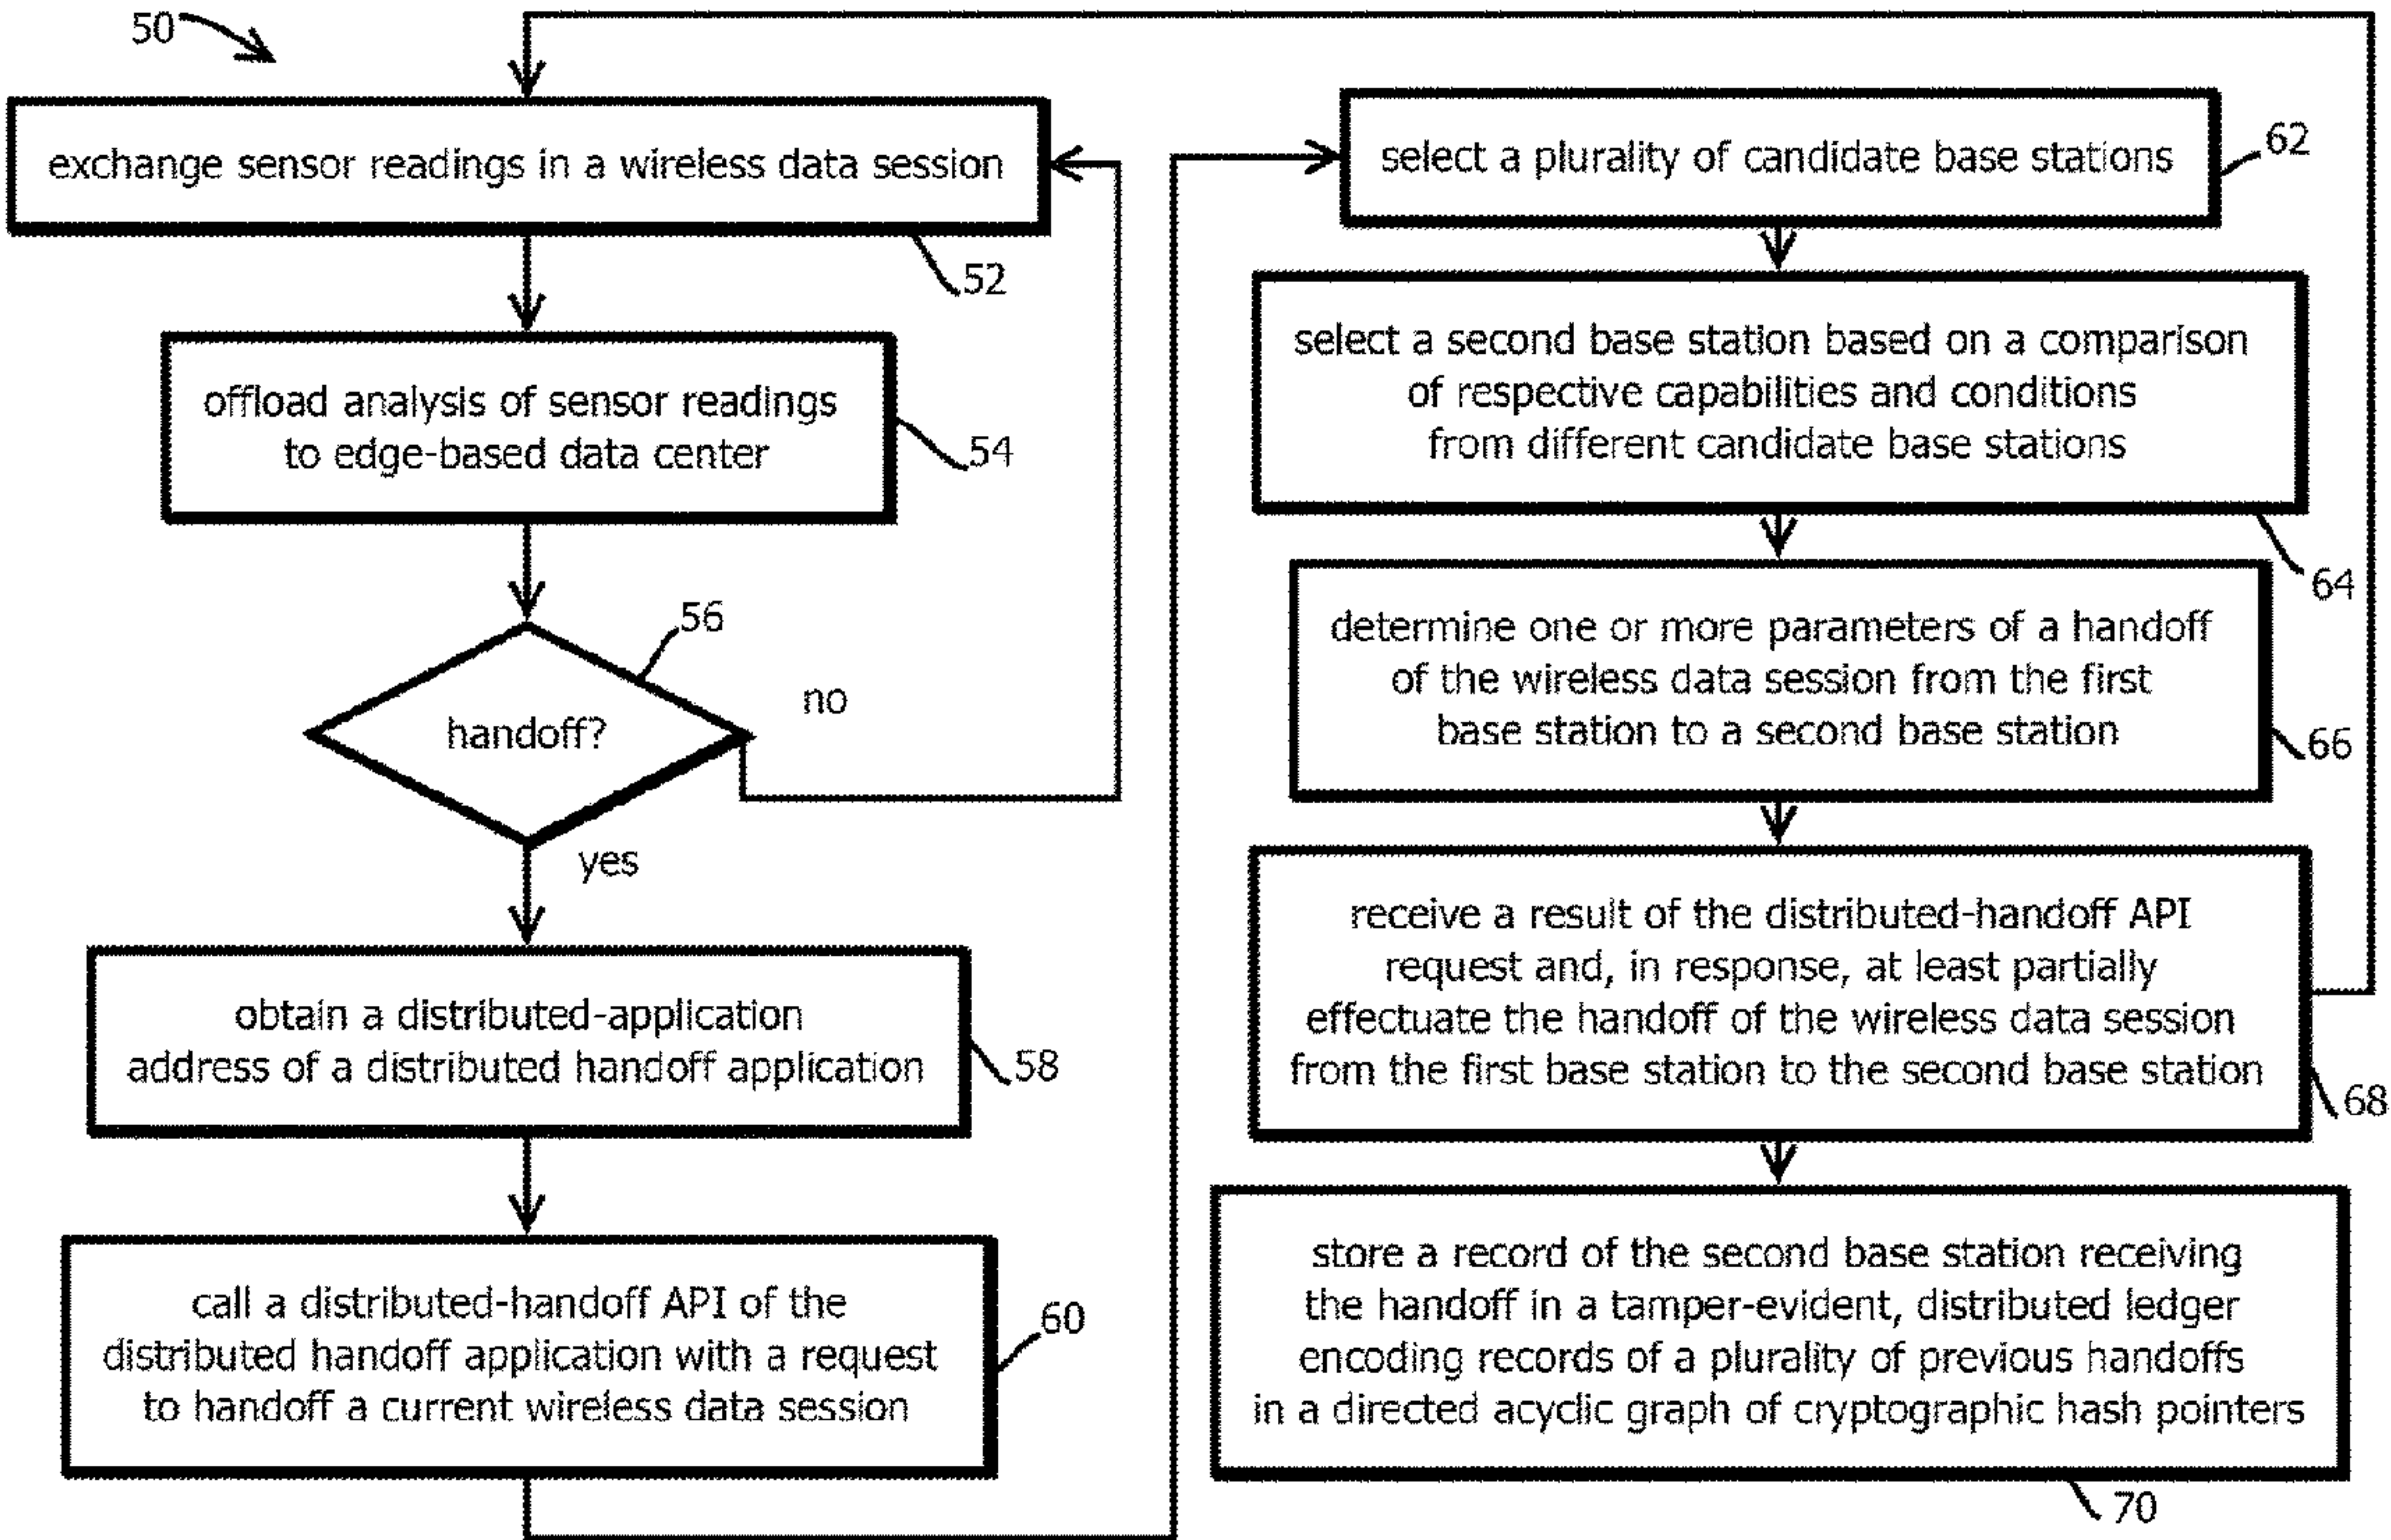 50
exchange sensor readings in a wireless data session
52
offload analysis of sensor readings
to edge-based data center
54
56
handoff?
no
yes
obtain a distributed-application
address of a distributed handoff application
58
call a distributed-handoff API of the
distributed handoff application with a request
to handoff a current wireless data session
60
select a plurality of candidate base stations
62
select a second base station based on a comparison
of respective capabilities and conditions
from different candidate base stations
64
determine one or more parameters of a handoff
of the wireless data session from the first
base station to a second base station
66
receive a result of the distributed-handoff API
request and, in response, at least partially
effectuate the handoff of the wireless data session
from the first base station to the second base station
68
store a record of the second base station receiving
the handoff in a tamper-evident, distributed ledger
encoding records of a plurality of previous handoffs
in a directed acyclic graph of cryptographic hash pointers
70